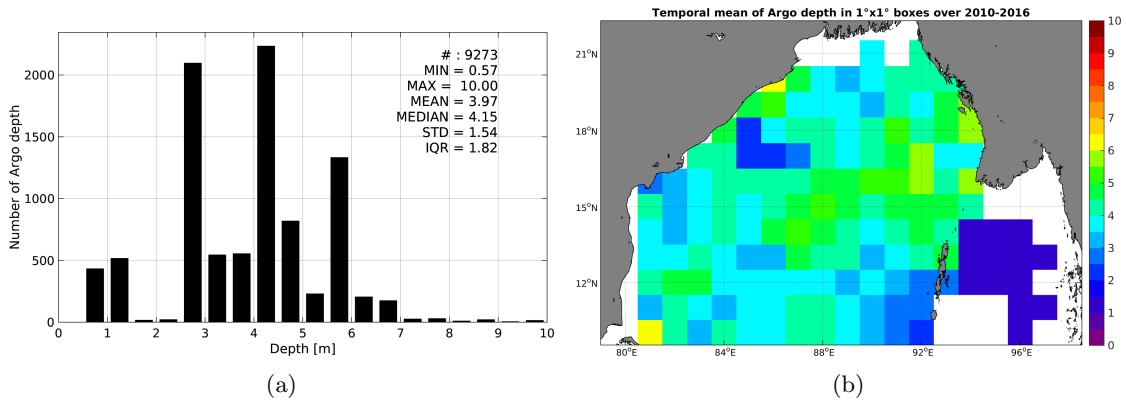 # : 9273
MIN = 0.57
MAX = 10.00
MEAN = 3.97
MEDIAN = 4.15
STD = 1.54
IQR = 1.82
Number of Argo depth
2000
1500
1000
500
0
0 1 2 3 4 5 6 7 8 9 10
Depth [m]
(a)
Temporal mean of Argo depth in 1°x1° boxes over 2010-2016
21°N
18°N
15°N
12°N
80°E 84°E 88°E 92°E 96°E
10
9
8
7
6
5
4
3
2
1
0
(b)